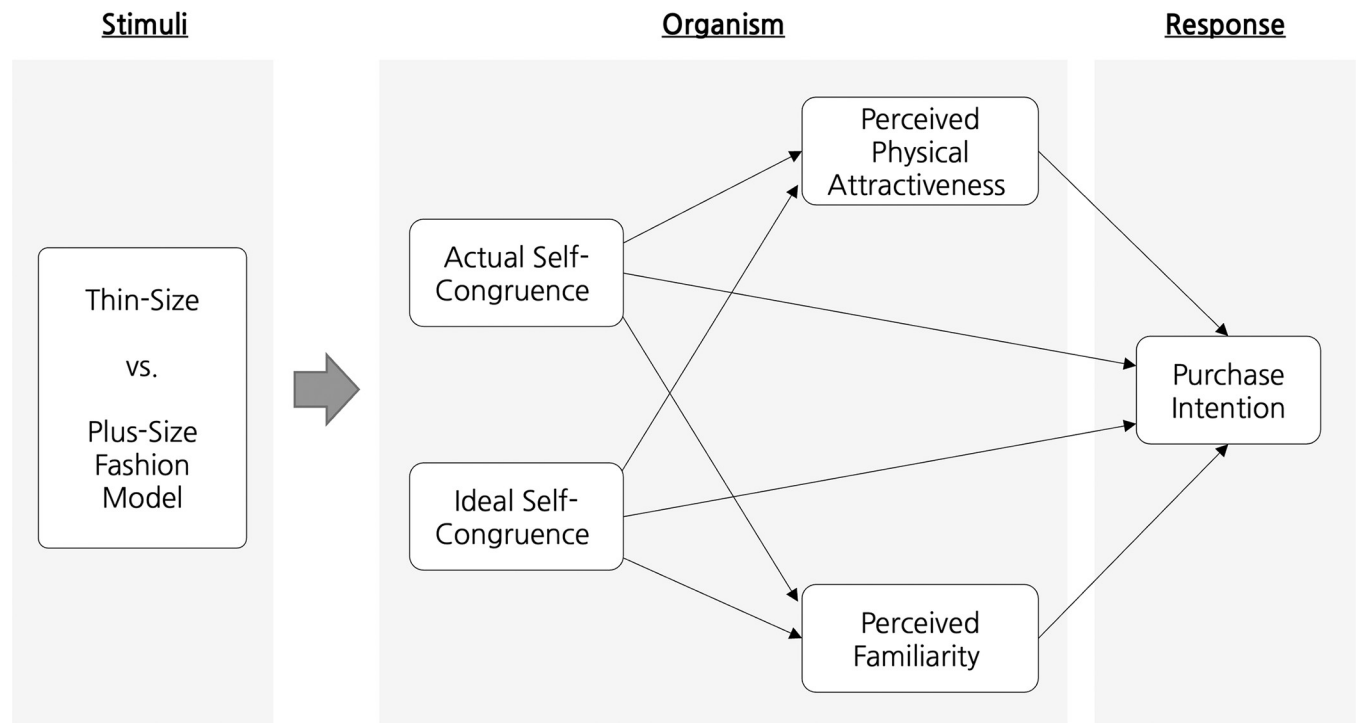 Stimuli
Organism
Response
Thin-Size
vs.
Plus-Size
Fashion
Model
Actual Self-
Congruence
Ideal Self-
Congruence
Perceived
Physical
Attractiveness
Perceived
Familiarity
Purchase
Intention